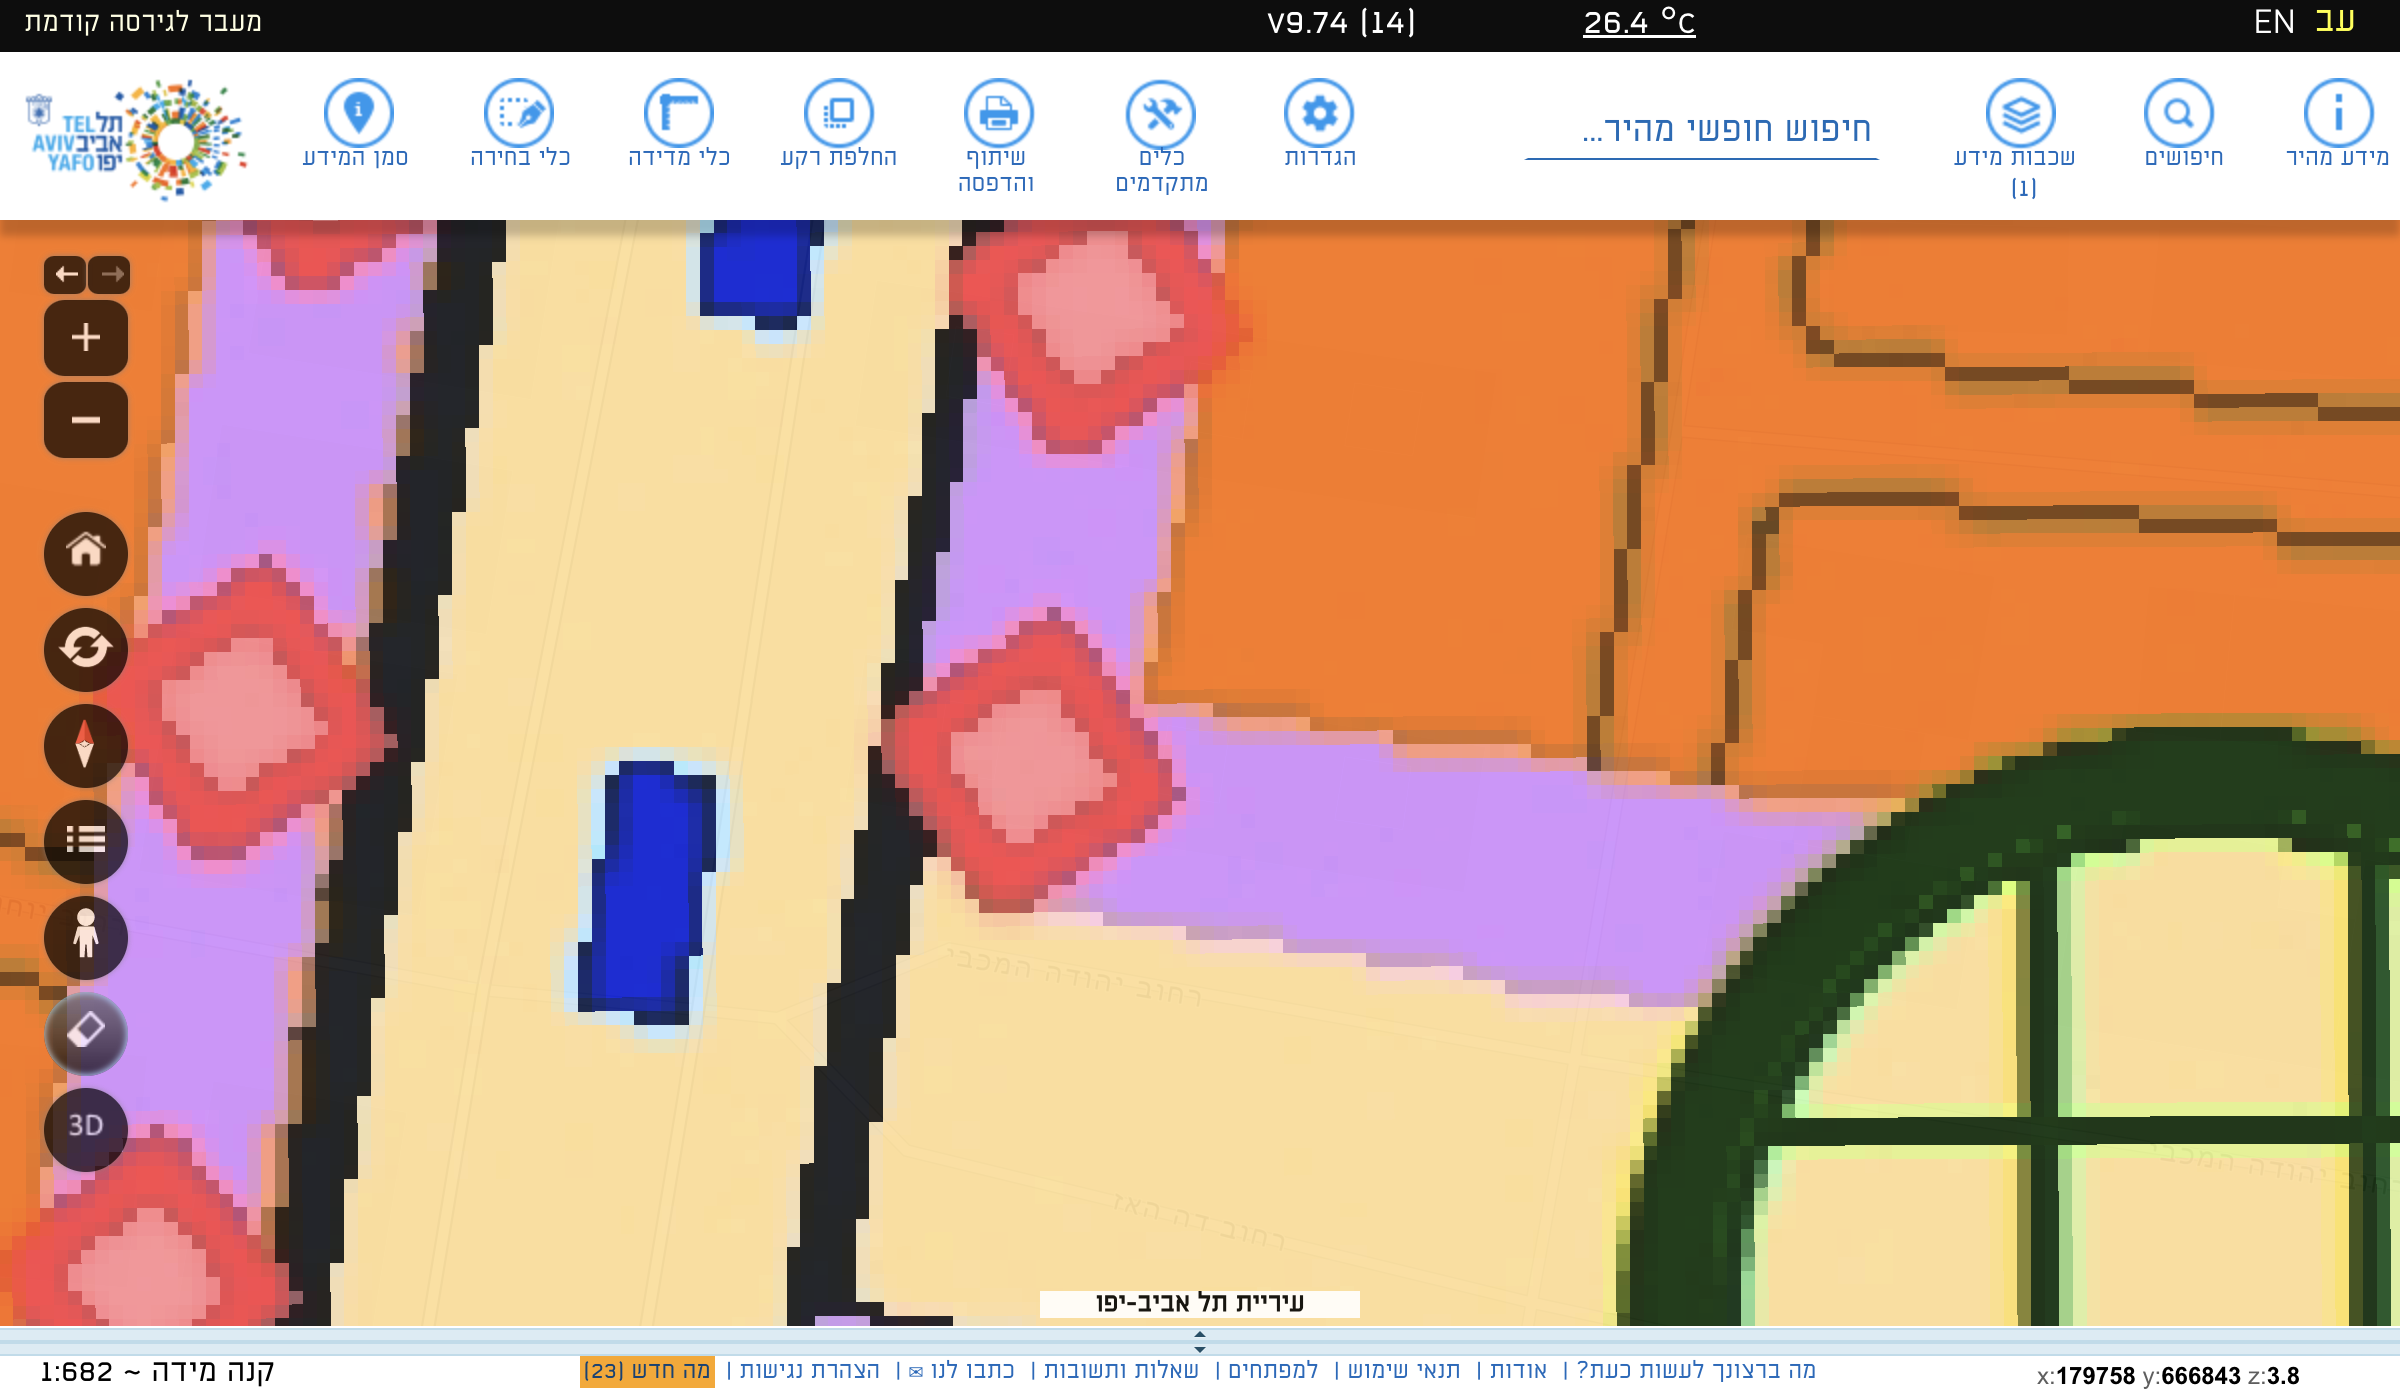 מעבר לגירסה קודמת
V9.74 (14)
26.4 °C
EN עב
תל אביב יפו
TEL AVIV YAFO
סמן המידע
כלי בחירה
כלי מדידה
החלפת רקע
שיתוף והדפסה
כלים מתקדמים
הגדרות
חיפוש חופשי מהיר...
שכבות מידע (1)
חיפושים
מידע מהיר
3D
רחוב יהודה המכבי
רחוב דה האז
רחוב יהודה המכבי
עיריית תל אביב-יפו
קנה מידה ~ 1:682
מה ברצונך לעשות כעת? | אודות | תנאי שימוש | למפתחים | שאלות ותשובות | כתבו לנו ✉ | הצהרת נגישות | מה חדש (23)
x:179758 y:666843 z:3.8